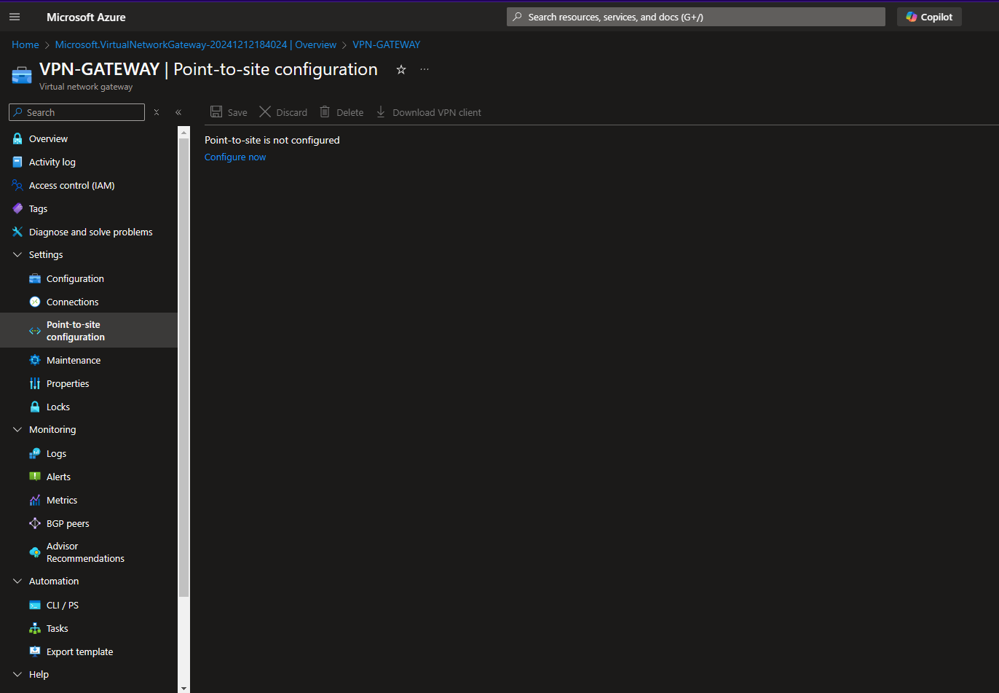 Microsoft Azure
Search resources, services, and docs (G+/)
Copilot
Home > Microsoft.VirtualNetworkGateway-20241212184024 | Overview > VPN-GATEWAY
VPN-GATEWAY | Point-to-site configuration
Virtual network gateway
Search
Save
Discard
Delete
Download VPN client
Overview
Activity log
Access control (IAM)
Tags
Diagnose and solve problems
Settings
Configuration
Connections
Point-to-site
configuration
Maintenance
Properties
Locks
Monitoring
Logs
Alerts
Metrics
BGP peers
Advisor
Recommendations
Automation
CLI / PS
Tasks
Export template
Help
Point-to-site is not configured
Configure now